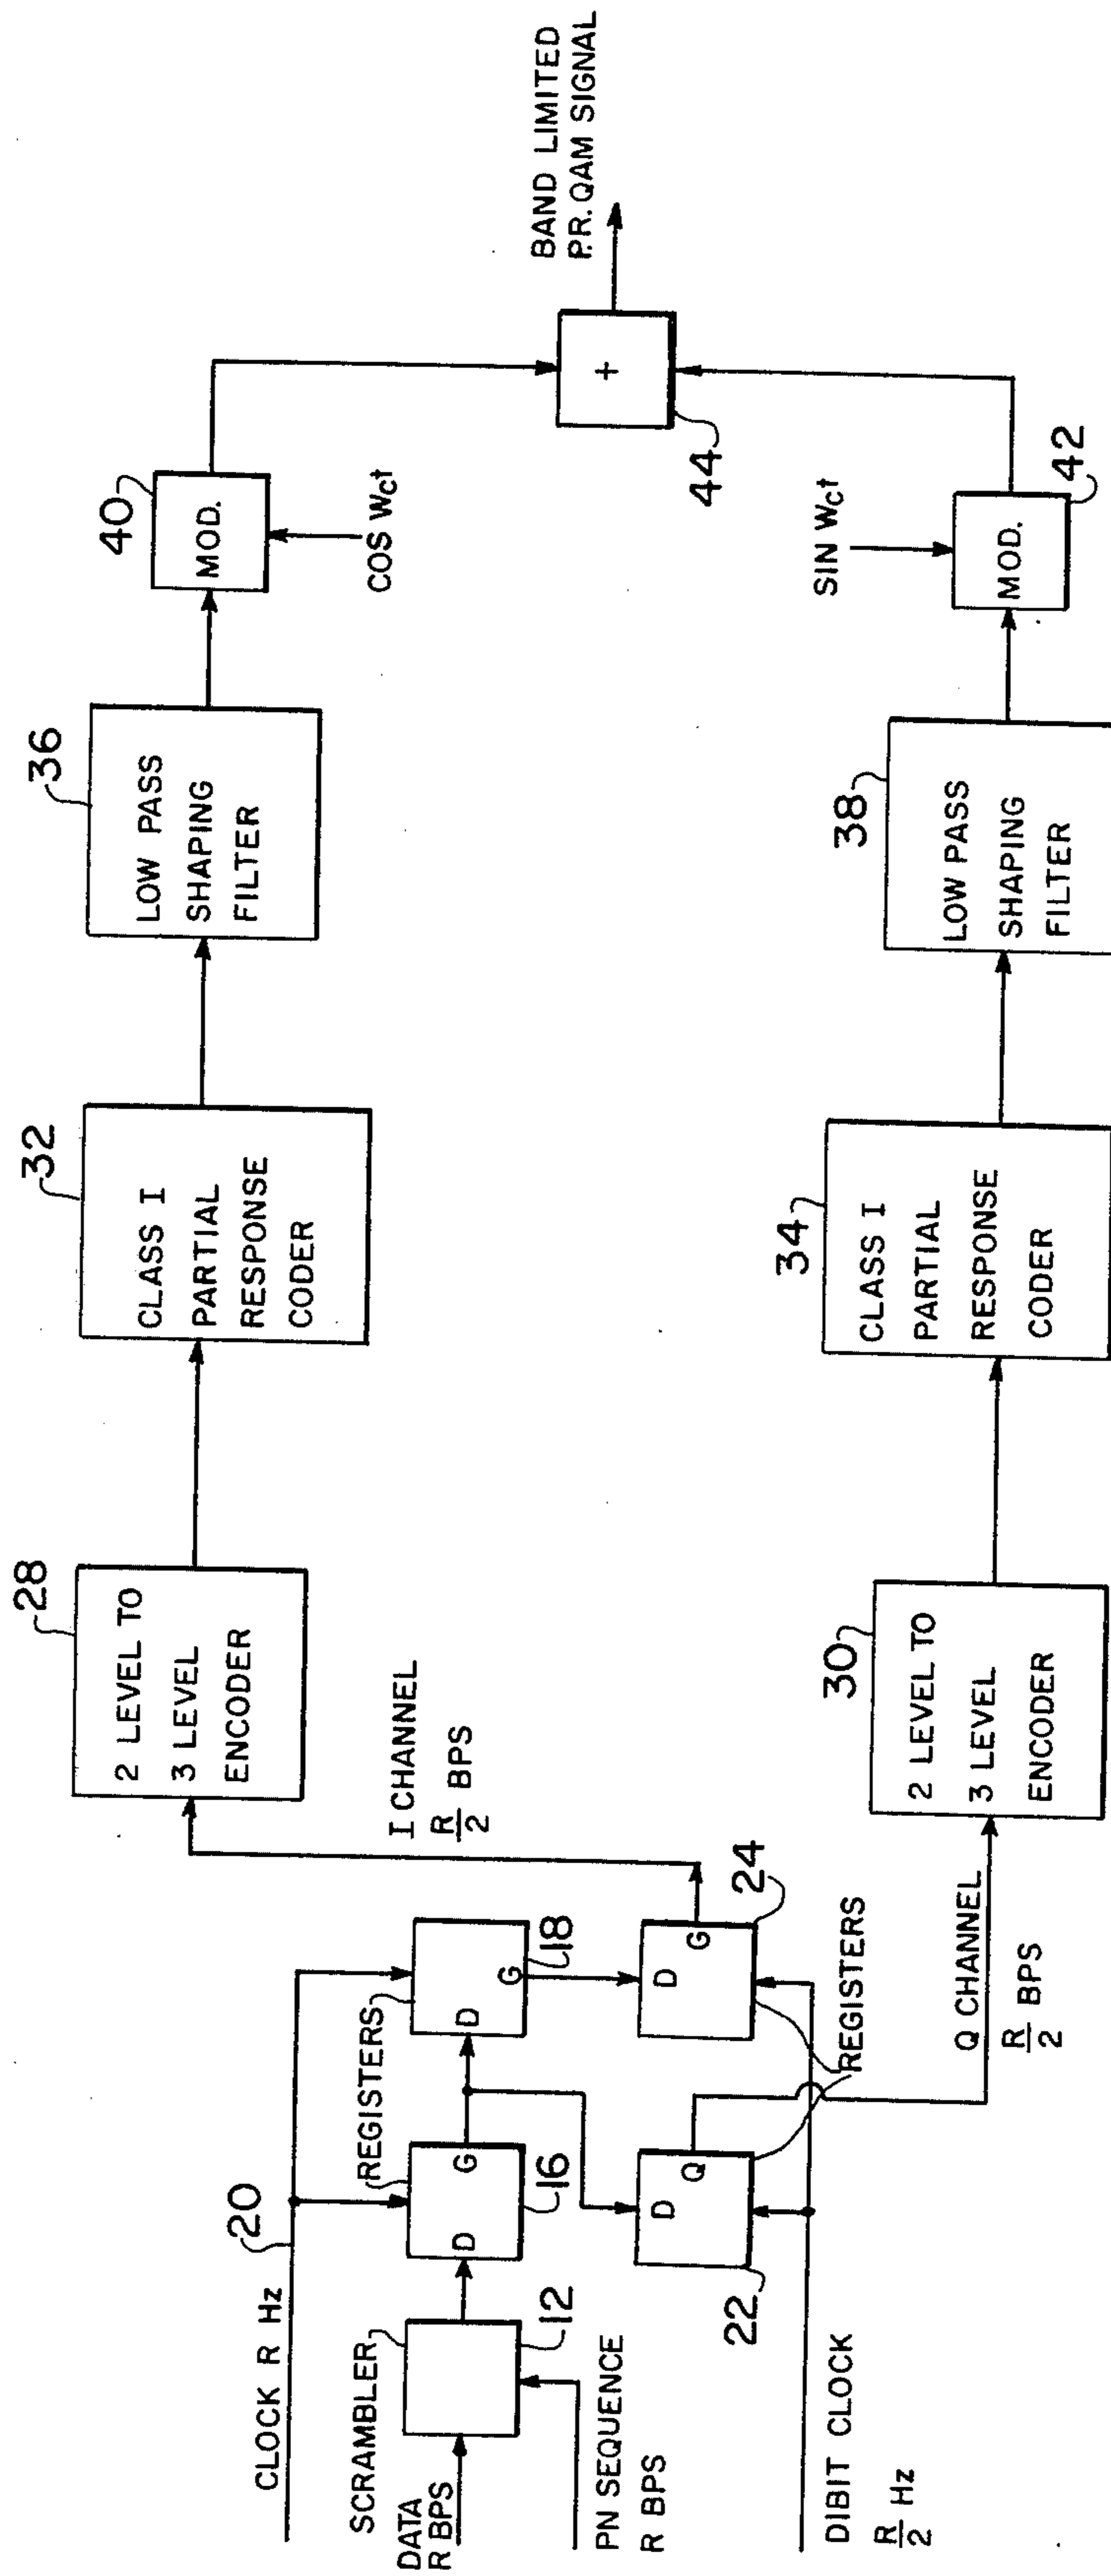 CLOCK R Hz
20
SCRAMBLER
DATA
R BPS
12
PN SEQUENCE
R BPS
DIBIT CLOCK
R/2 Hz
REGISTERS
D
G
16
D
G
18
D
Q
22
D
G
24
REGISTERS
I CHANNEL
R/2 BPS
Q CHANNEL
R/2 BPS
28
2 LEVEL TO
3 LEVEL
ENCODER
30
2 LEVEL TO
3 LEVEL
ENCODER
32
CLASS I
PARTIAL
RESPONSE
CODER
34
CLASS I
PARTIAL
RESPONSE
CODER
36
LOW PASS
SHAPING
FILTER
38
LOW PASS
SHAPING
FILTER
40
MOD.
COS Wct
SIN Wct
MOD.
42
+
44
BAND LIMITED
P.R. QAM SIGNAL